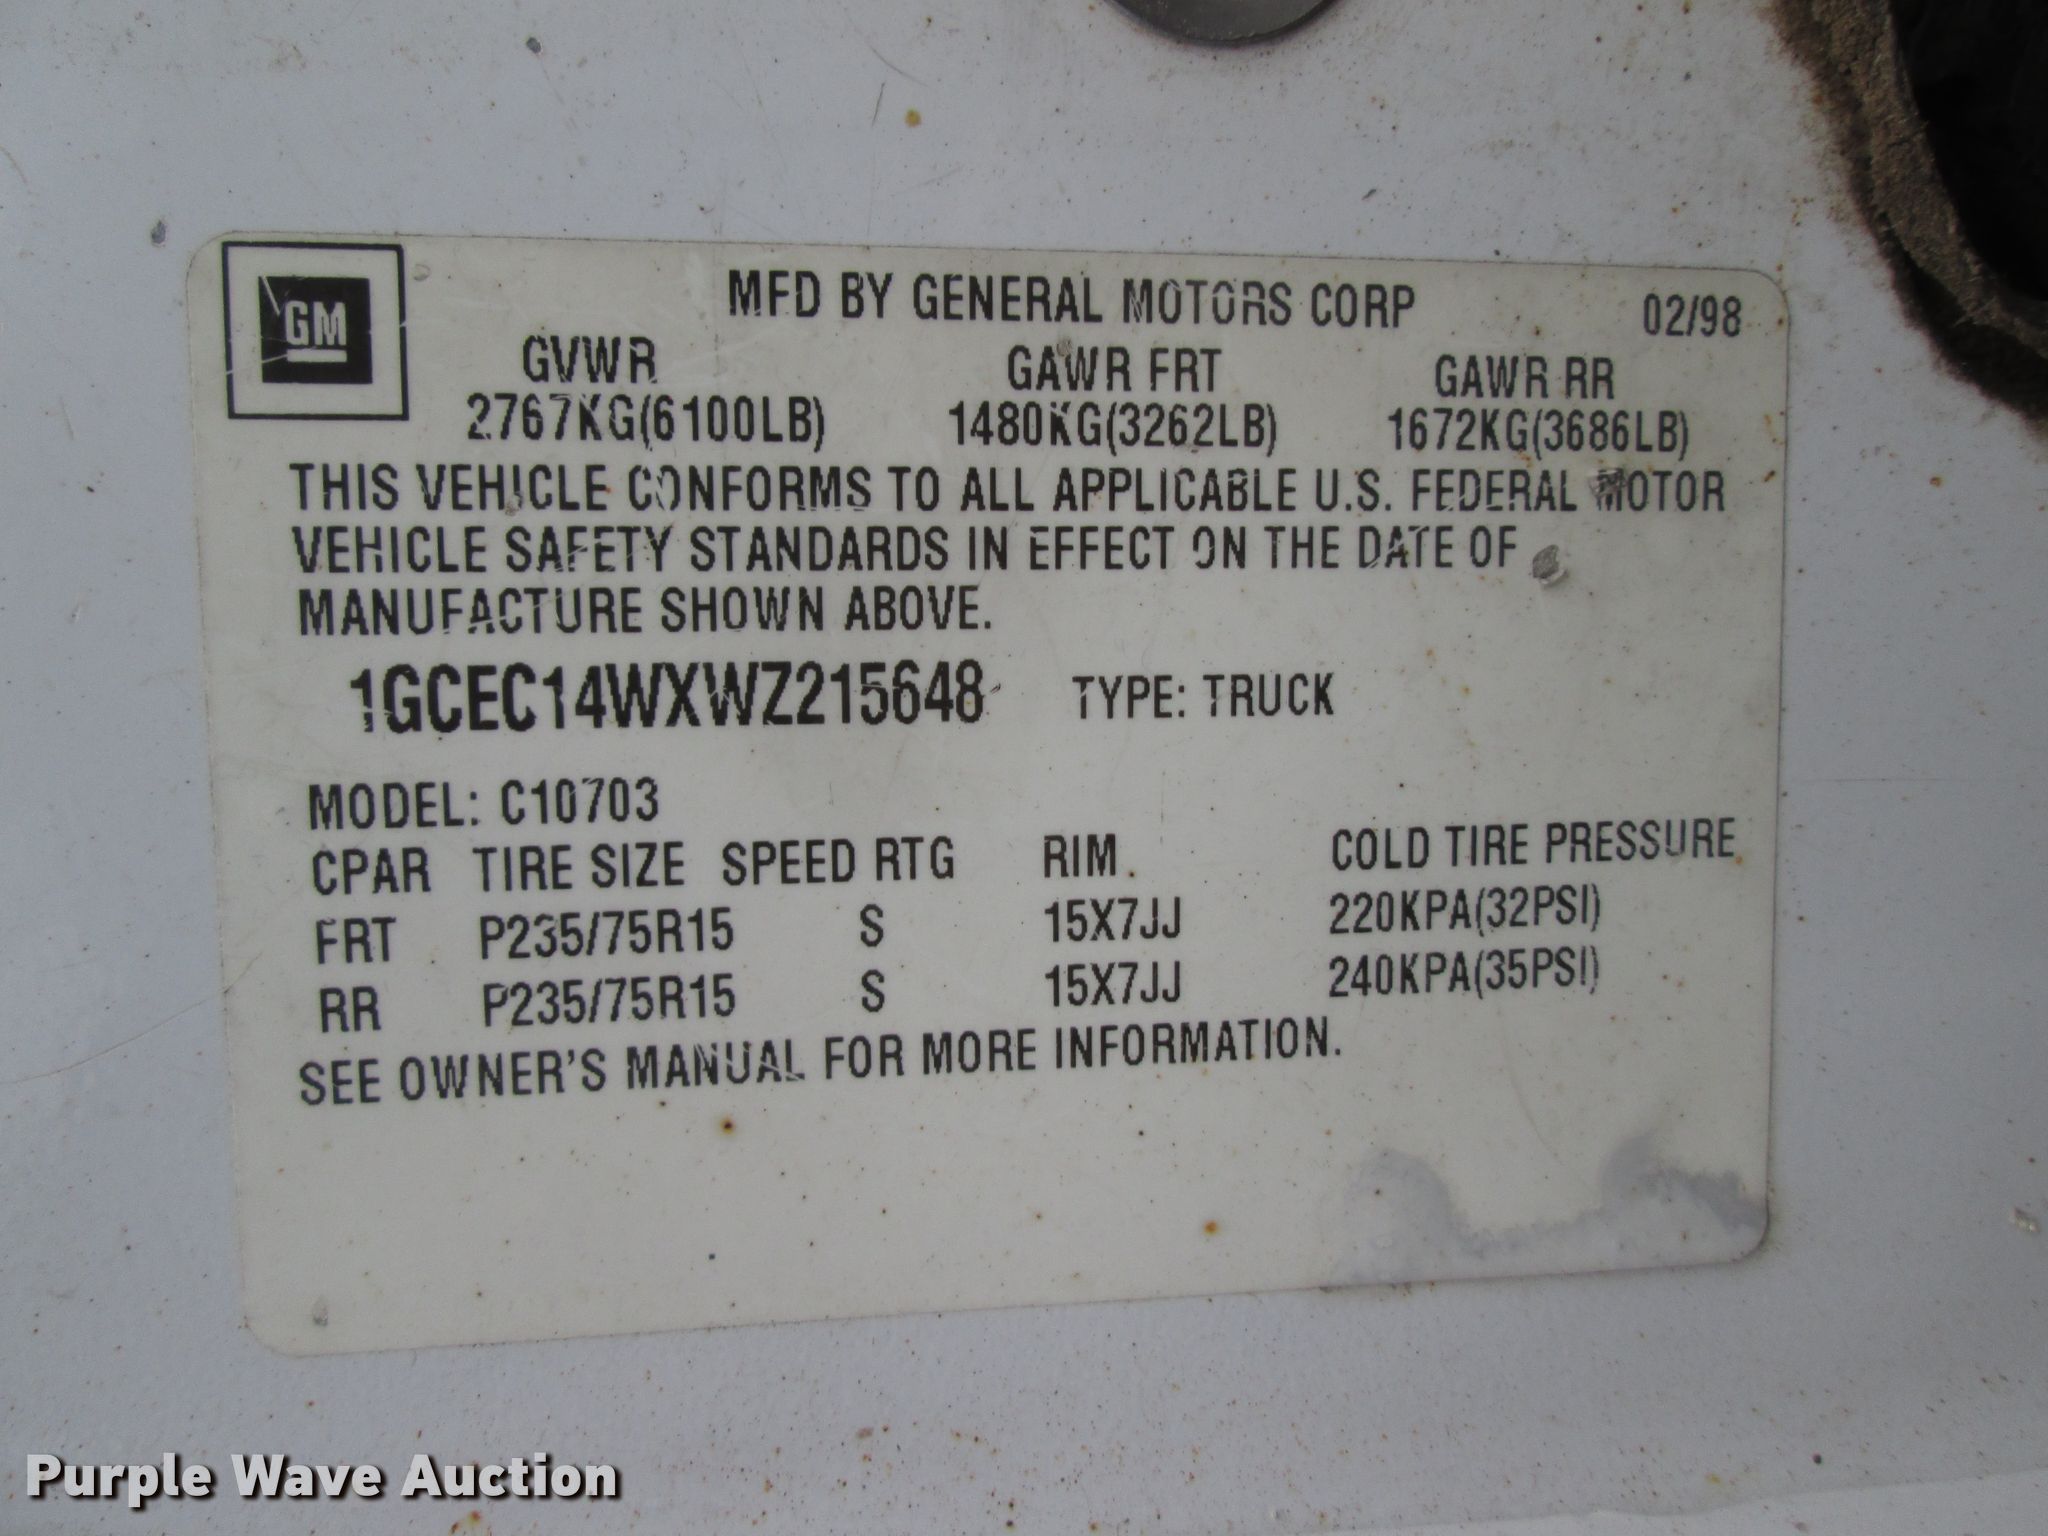 GM
MFD BY GENERAL MOTORS CORP 02/98
GVWR GAWR FRT GAWR RR
2767KG(6100LB) 1480KG(3262LB) 1672KG(3686LB)
THIS VEHICLE CONFORMS TO ALL APPLICABLE U.S. FEDERAL MOTOR
VEHICLE SAFETY STANDARDS IN EFFECT ON THE DATE OF
MANUFACTURE SHOWN ABOVE.
1GCEC14WXWZ215648 TYPE: TRUCK
MODEL: C10703
CPAR TIRE SIZE SPEED RTG RIM COLD TIRE PRESSURE
FRT P235/75R15 S 15X7JJ 220KPA(32PSI)
RR P235/75R15 S 15X7JJ 240KPA(35PSI)
SEE OWNER'S MANUAL FOR MORE INFORMATION.
Purple Wave Auction